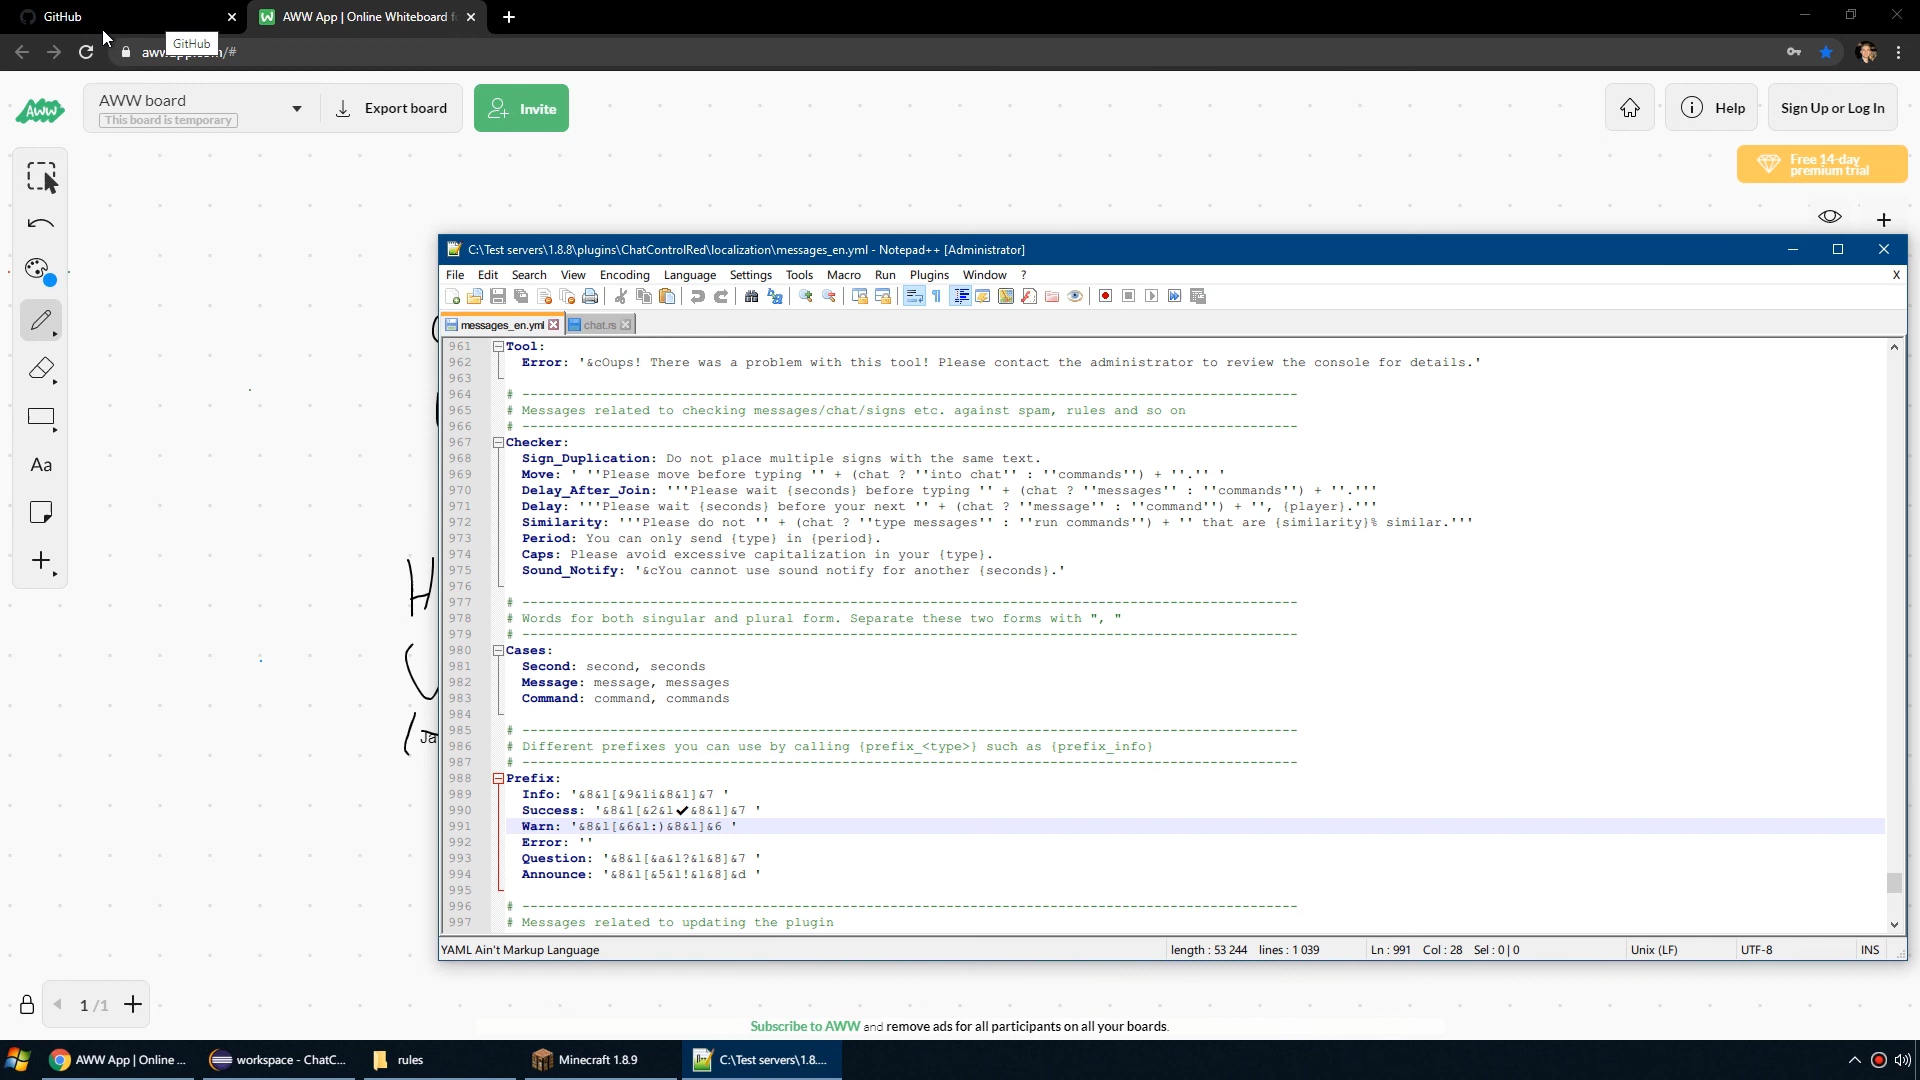 GitHub
AWW App | Online Whiteboard f
GitHub
AWW
AWW board
This board is temporary
Export board
Invite
Help
Sign Up or Log In
Free 14-day
premium trial
C:\Test servers\1.8.8\plugins\ChatControlRed\localization\messages_en.yml - Notepad++ [Administrator]
File Edit Search View Encoding Language Settings Tools Macro Run Plugins Window ?
X
messages_en.yml chat.rs
961 Tool:
962 Error: '&cOups! There was a problem with this tool! Please contact the administrator to review the console for details.'
963
964 # -------------------------------------------------------------------------------------------------
965 # Messages related to checking messages/chat/signs etc. against spam, rules and so on
966 # -------------------------------------------------------------------------------------------------
967 Checker:
968 Sign_Duplication: Do not place multiple signs with the same text.
969 Move: ' ''Please move before typing '' + (chat ? ''into chat'' : ''commands'') + ''.'' '
970 Delay_After_Join: '''Please wait {seconds} before typing '' + (chat ? ''messages'' : ''commands'') + ''.'''
971 Delay: '''Please wait {seconds} before your next '' + (chat ? ''message'' : ''command'') + '', {player}.'''
972 Similarity: '''Please do not '' + (chat ? ''type messages'' : ''run commands'') + '' that are {similarity}% similar.'''
973 Period: You can only send {type} in {period}.
974 Caps: Please avoid excessive capitalization in your {type}.
975 Sound_Notify: '&cYou cannot use sound notify for another {seconds}.'
976
977 # -------------------------------------------------------------------------------------------------
978 # Words for both singular and plural form. Separate these two forms with ", "
979 # -------------------------------------------------------------------------------------------------
980 Cases:
981 Second: second, seconds
982 Message: message, messages
983 Command: command, commands
984
985 # -------------------------------------------------------------------------------------------------
986 # Different prefixes you can use by calling {prefix_<type>} such as {prefix_info}
987 # -------------------------------------------------------------------------------------------------
988 Prefix:
989 Info: '&8&l[&9&li&8&l]&7 '
990 Success: '&8&l[&2&l✔&8&l]&7 '
991 Warn: '&8&l[&6&l:)&8&l]&6 '
992 Error: ''
993 Question: '&8&l[&a&l?&l&8]&7 '
994 Announce: '&8&l[&5&l!&l&8]&d '
995
996 # -------------------------------------------------------------------------------------------------
997 # Messages related to updating the plugin
YAML Ain't Markup Language length : 53 244 lines : 1 039 Ln : 991 Col : 28 Sel : 0 | 0 Unix (LF) UTF-8 INS
Aa
H
Ja
1 /1
Subscribe to AWW and remove ads for all participants on all your boards.
AWW App | Online ... workspace - ChatC... rules Minecraft 1.8.9 C:\Test servers\1.8....